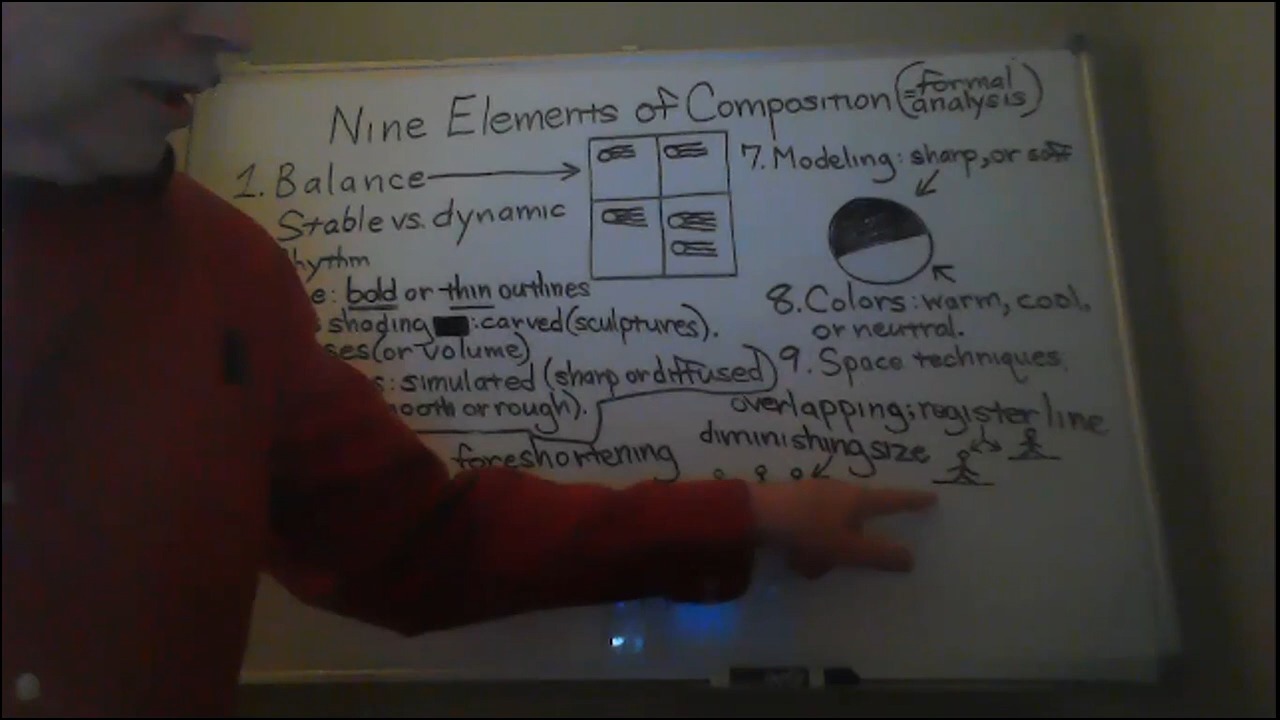 Nine Elements of Composition (=formal analysis)
1. Balance
Stable vs. dynamic
hythm
e: bold or thin outlines
shading : carved (sculptures).
ses (or volume)
s: simulated (sharp or diffused)
ooth or rough).
foreshortening
7. Modeling: sharp, or soft
8. Colors: warm, cool,
or neutral.
9. Space techniques
overlapping; register line
diminishing size